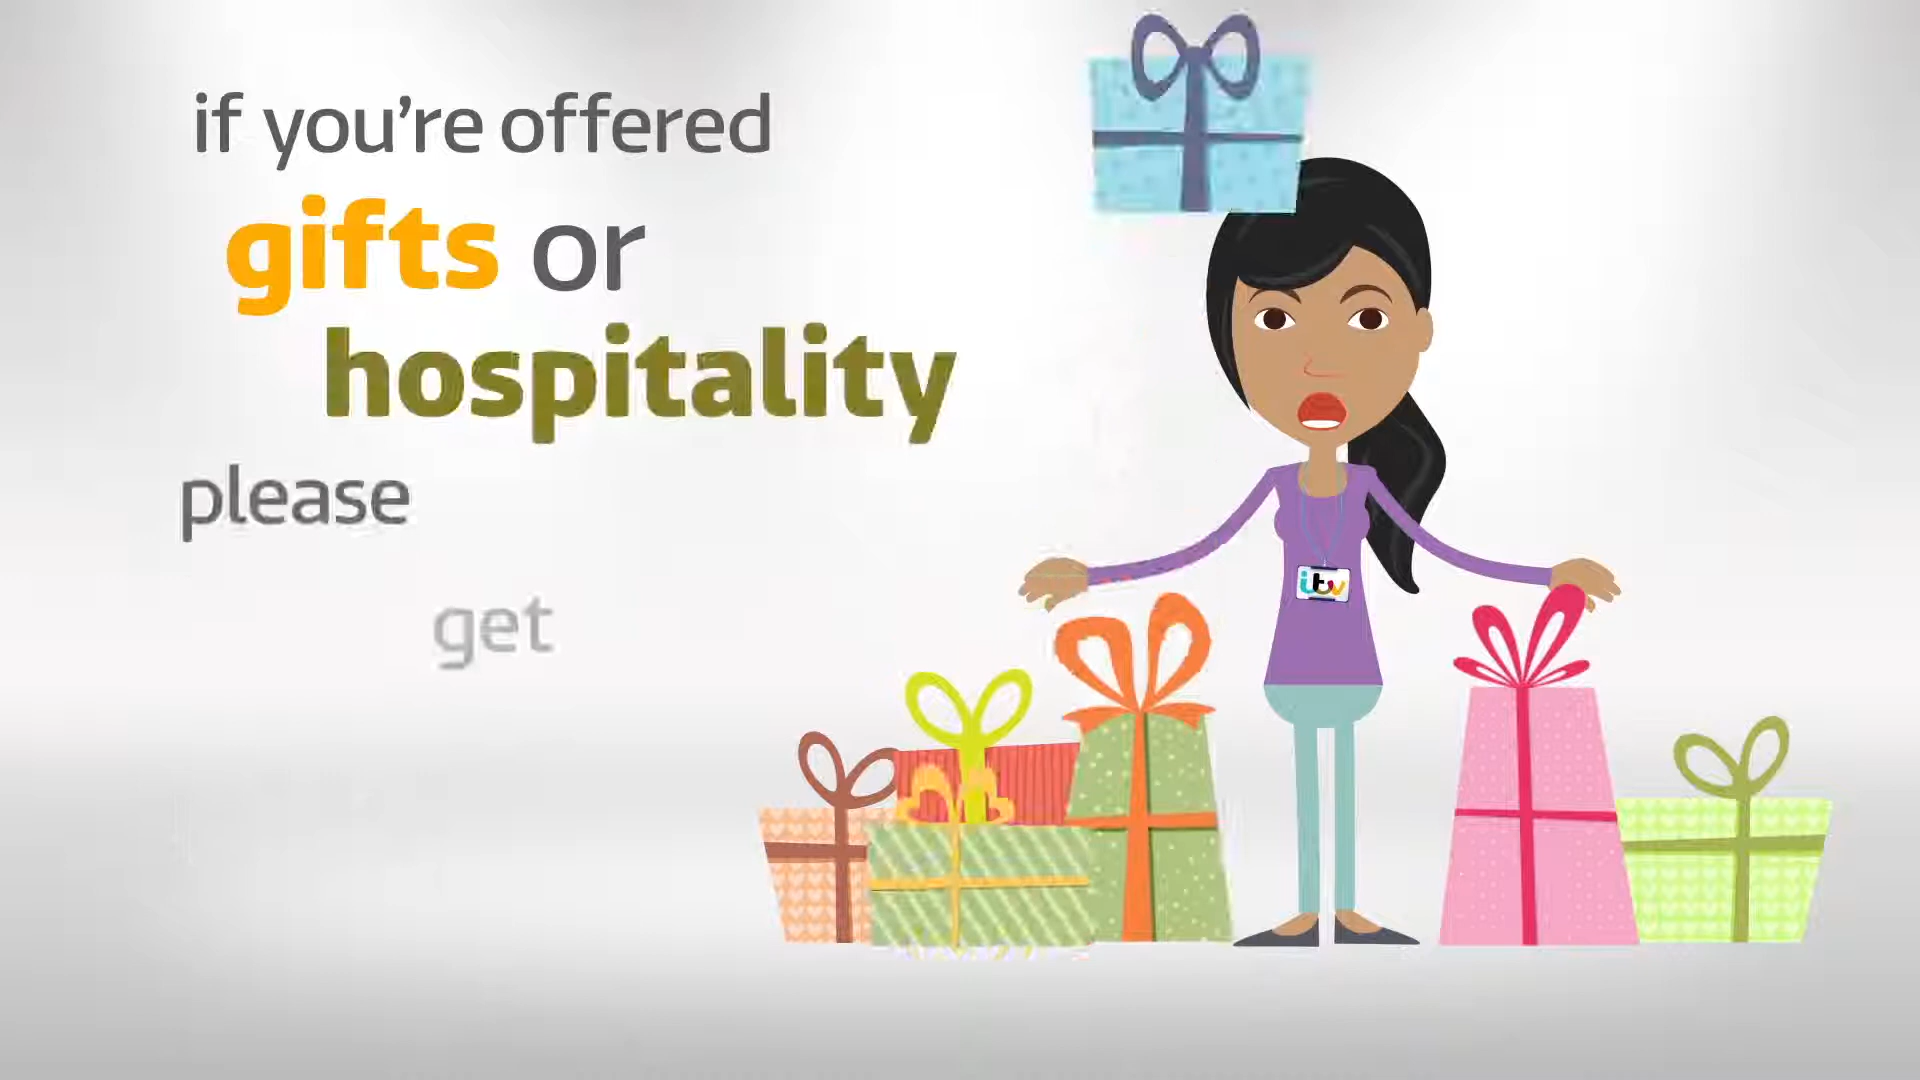 if you’re offered
gifts or
hospitality
please
get
itv